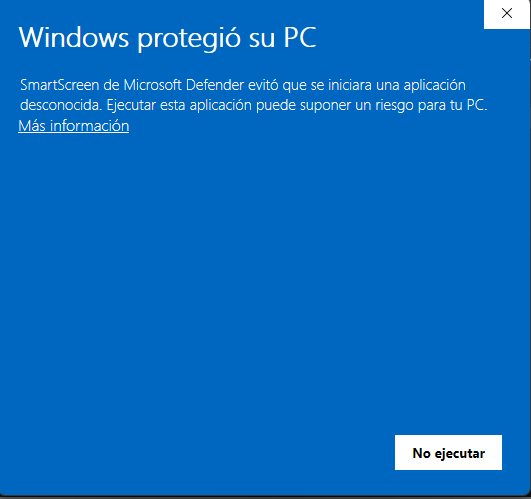 Windows protegió su PC
SmartScreen de Microsoft Defender evitó que se iniciara una aplicación
desconocida. Ejecutar esta aplicación puede suponer un riesgo para tu PC.
Más información
No ejecutar